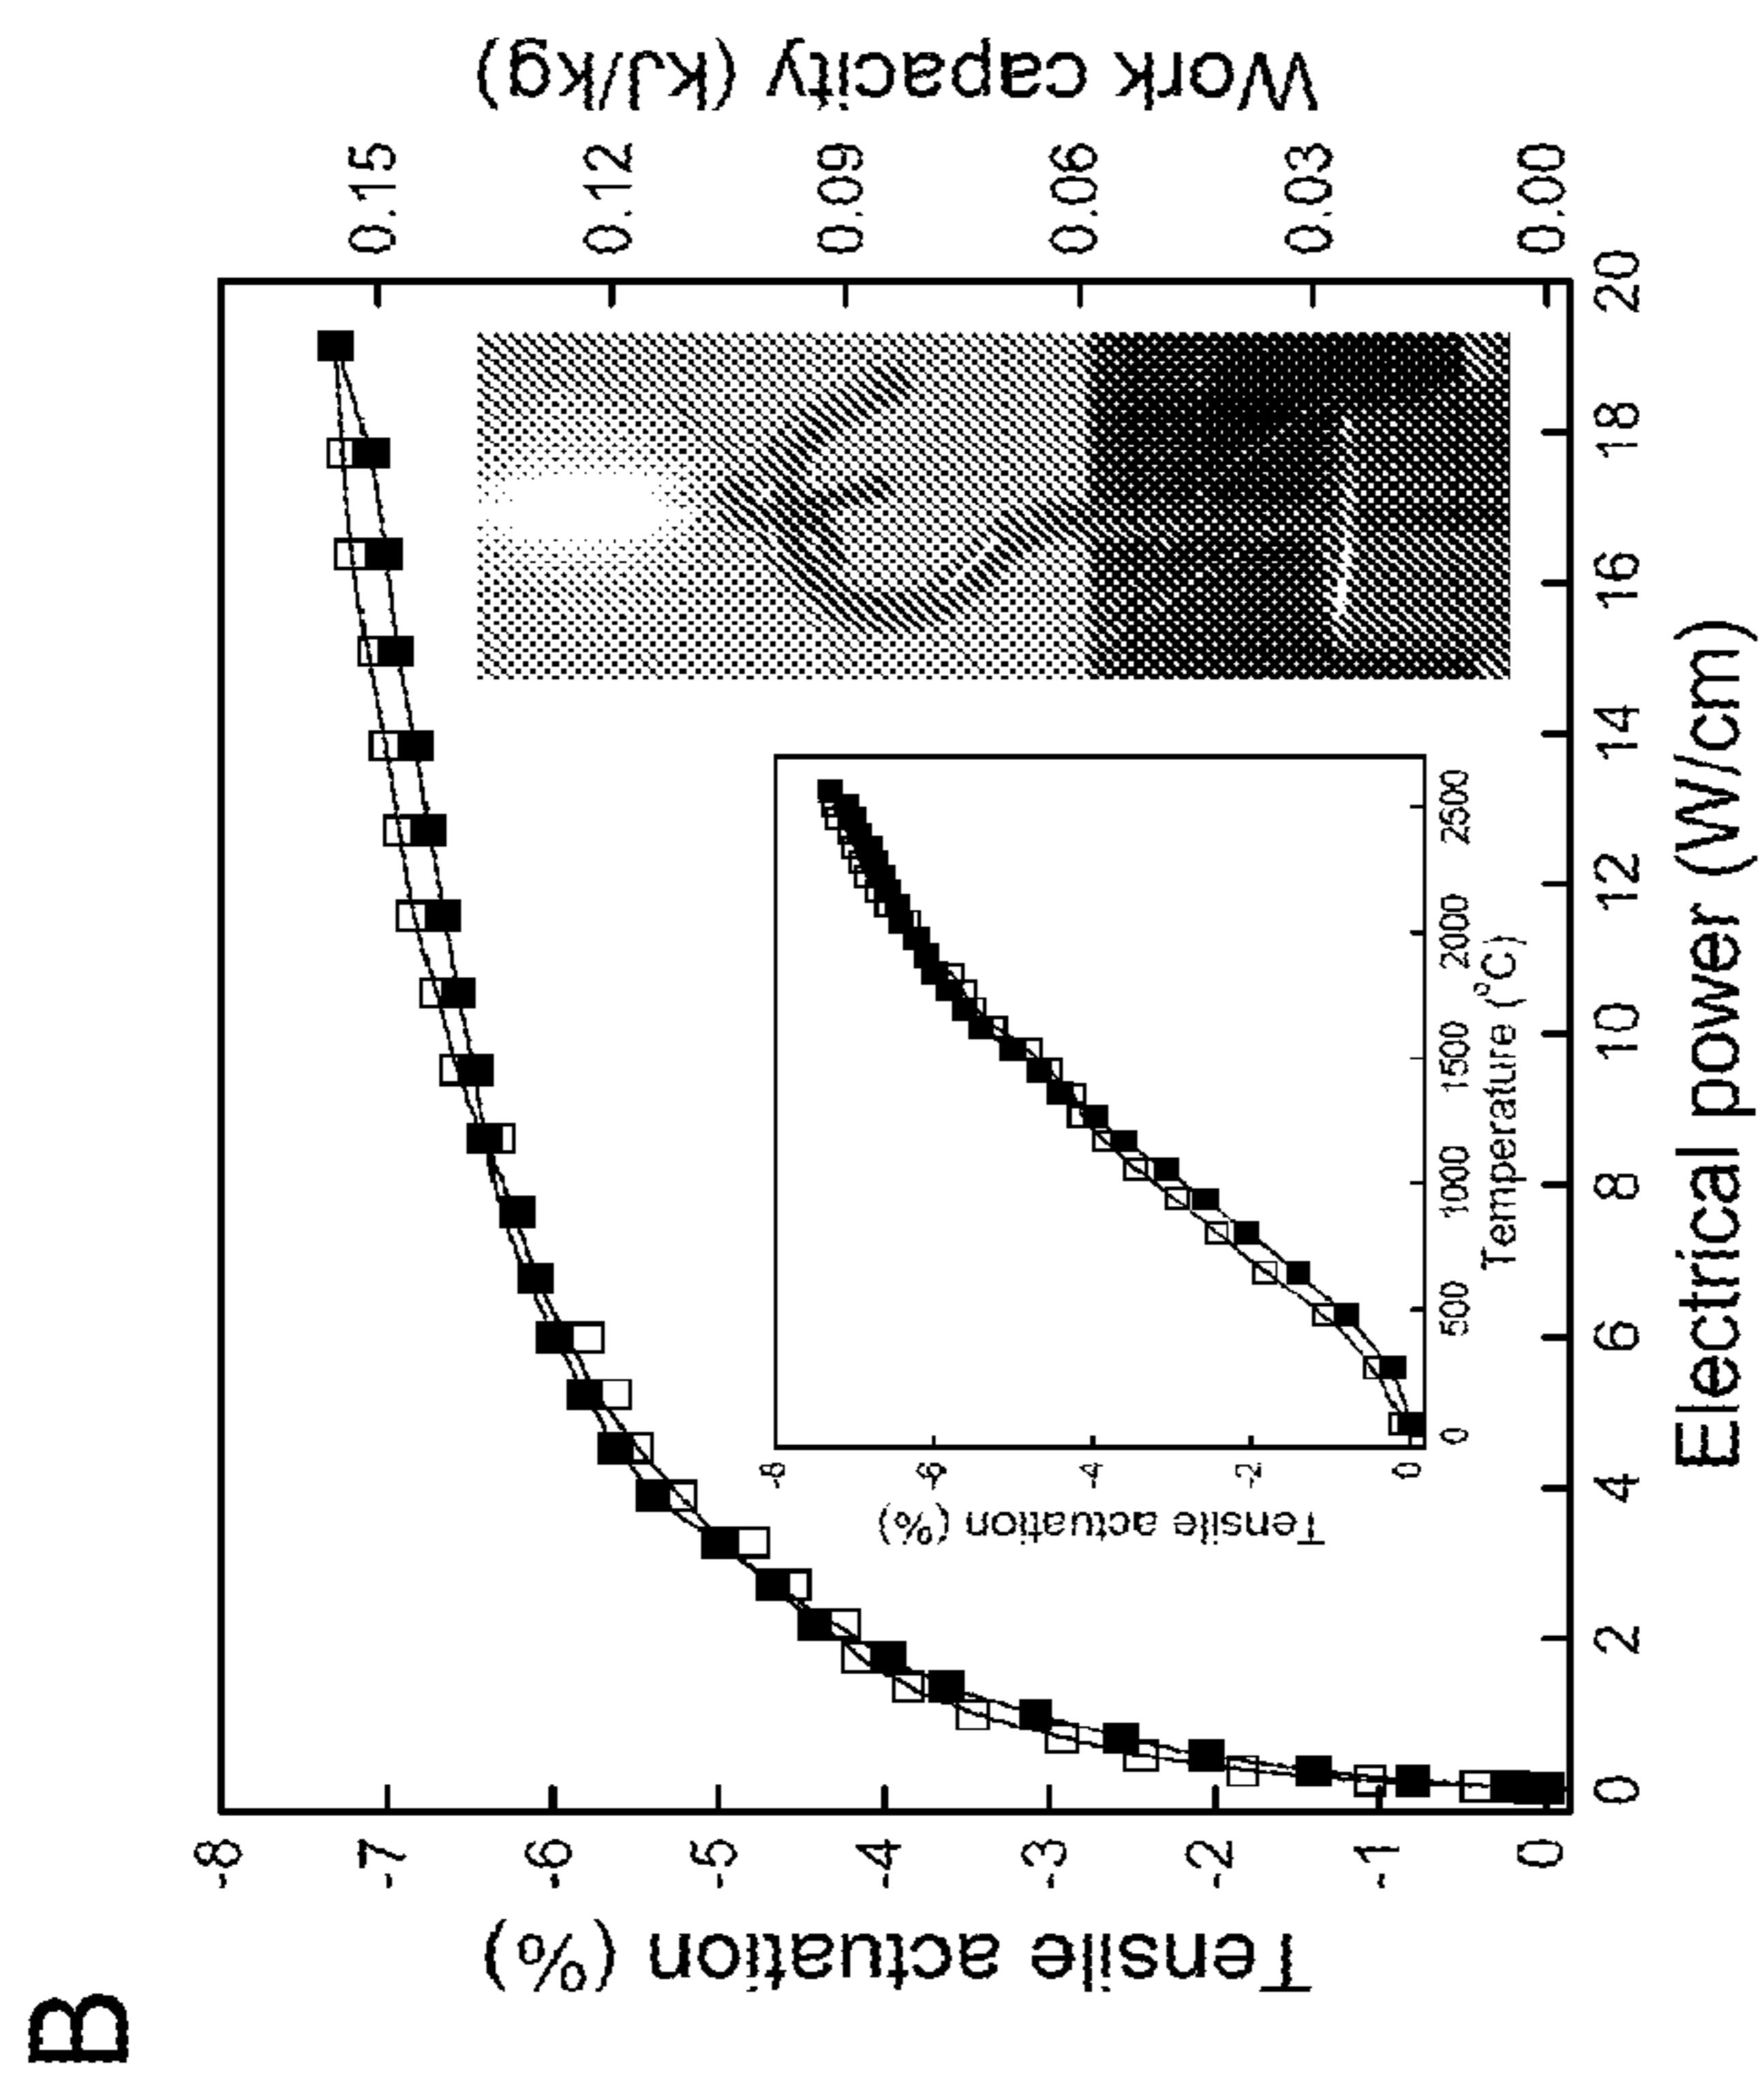 B
Tensile actuation (%)
-8
-7
-6
-5
-4
-3
-2
-1
0
Work capacity (kJ/kg)
0.15
0.12
0.09
0.06
0.03
0.00
0 2 4 6 8 10 12 14 16 18 20
Electrical power (W/cm)
Tensile actuation (%)
-8
-6
-4
-2
0
0 500 1000 1500 2000 2500
Temperature (°C)